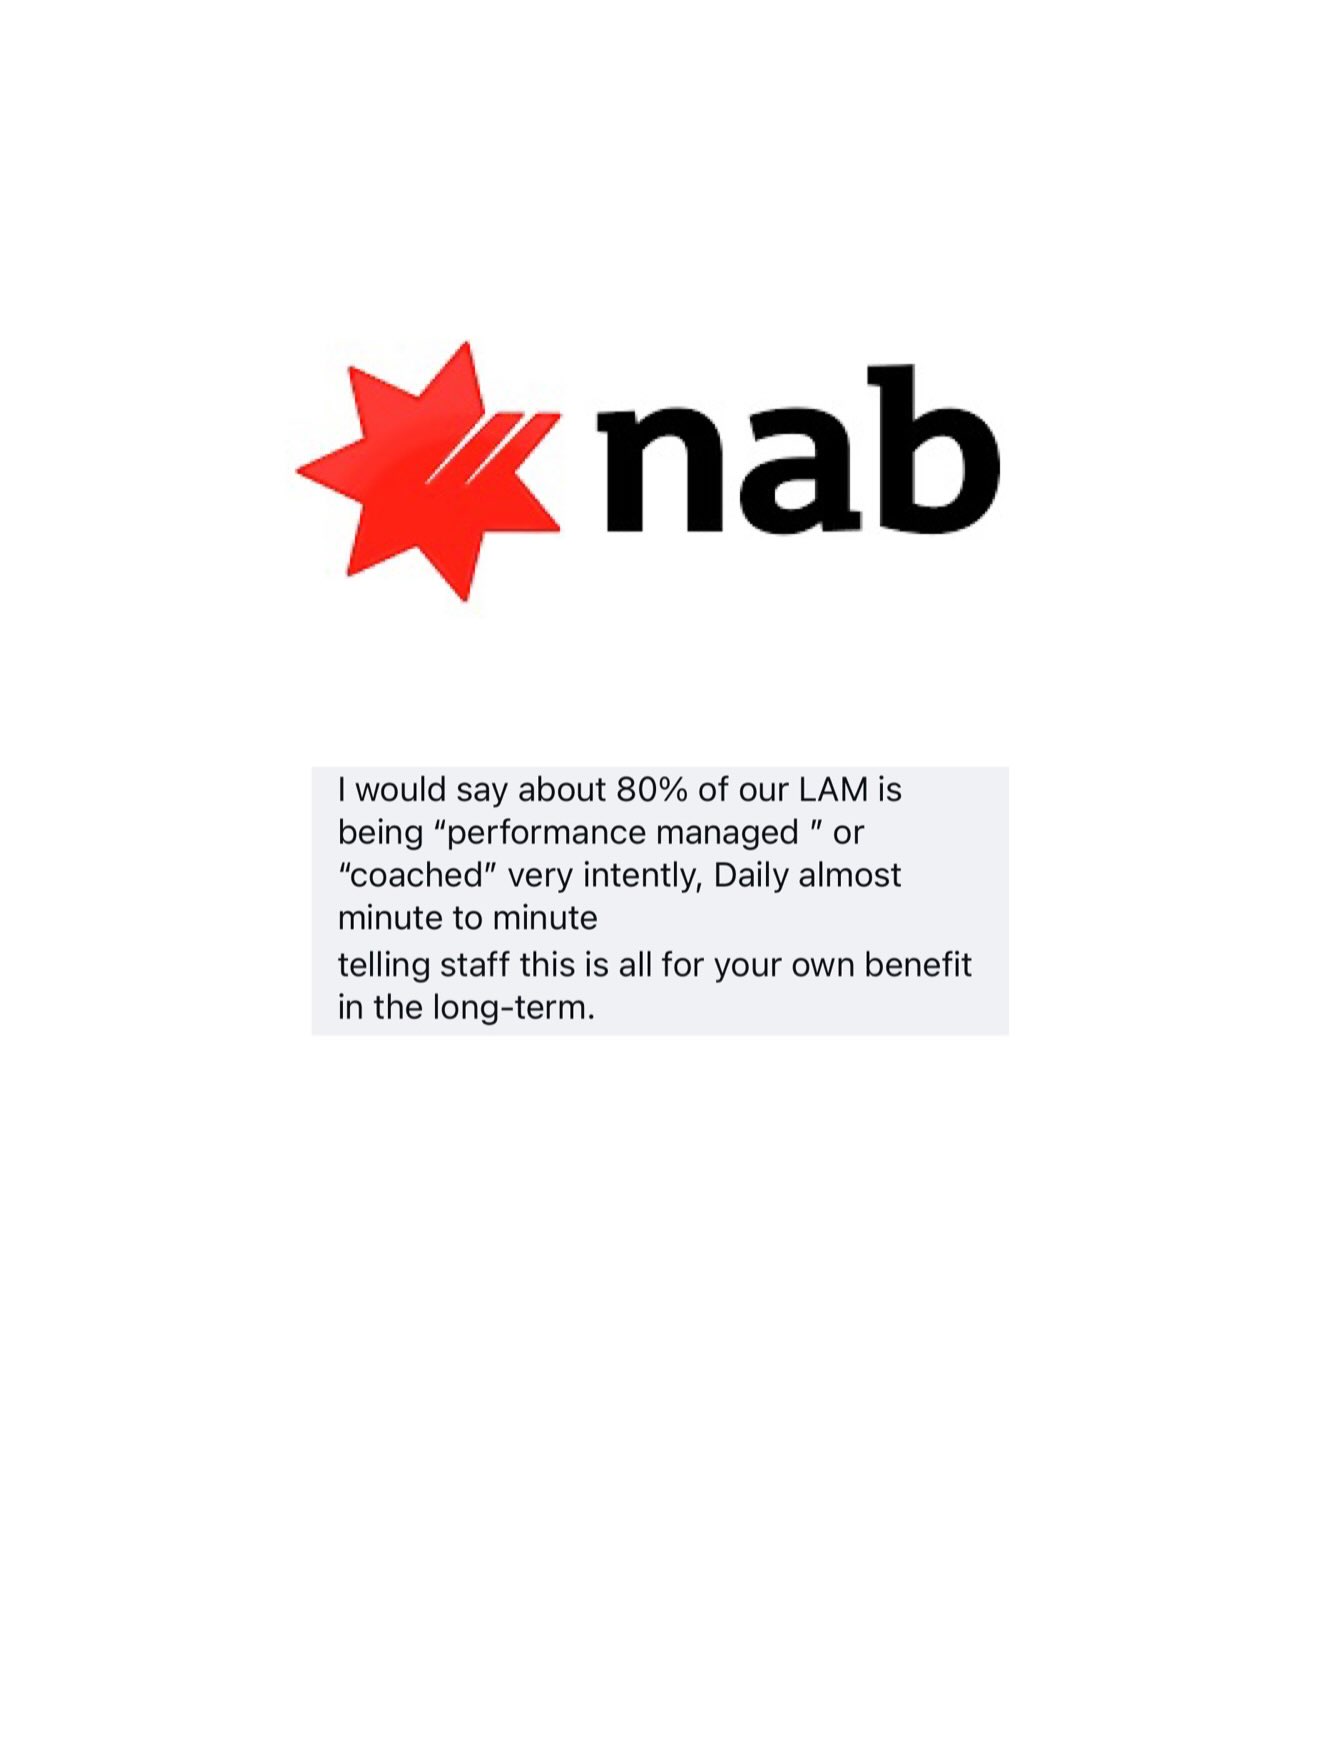 nab
I would say about 80% of our LAM is
being “performance managed ” or
“coached” very intently, Daily almost
minute to minute
telling staff this is all for your own benefit
in the long-term.